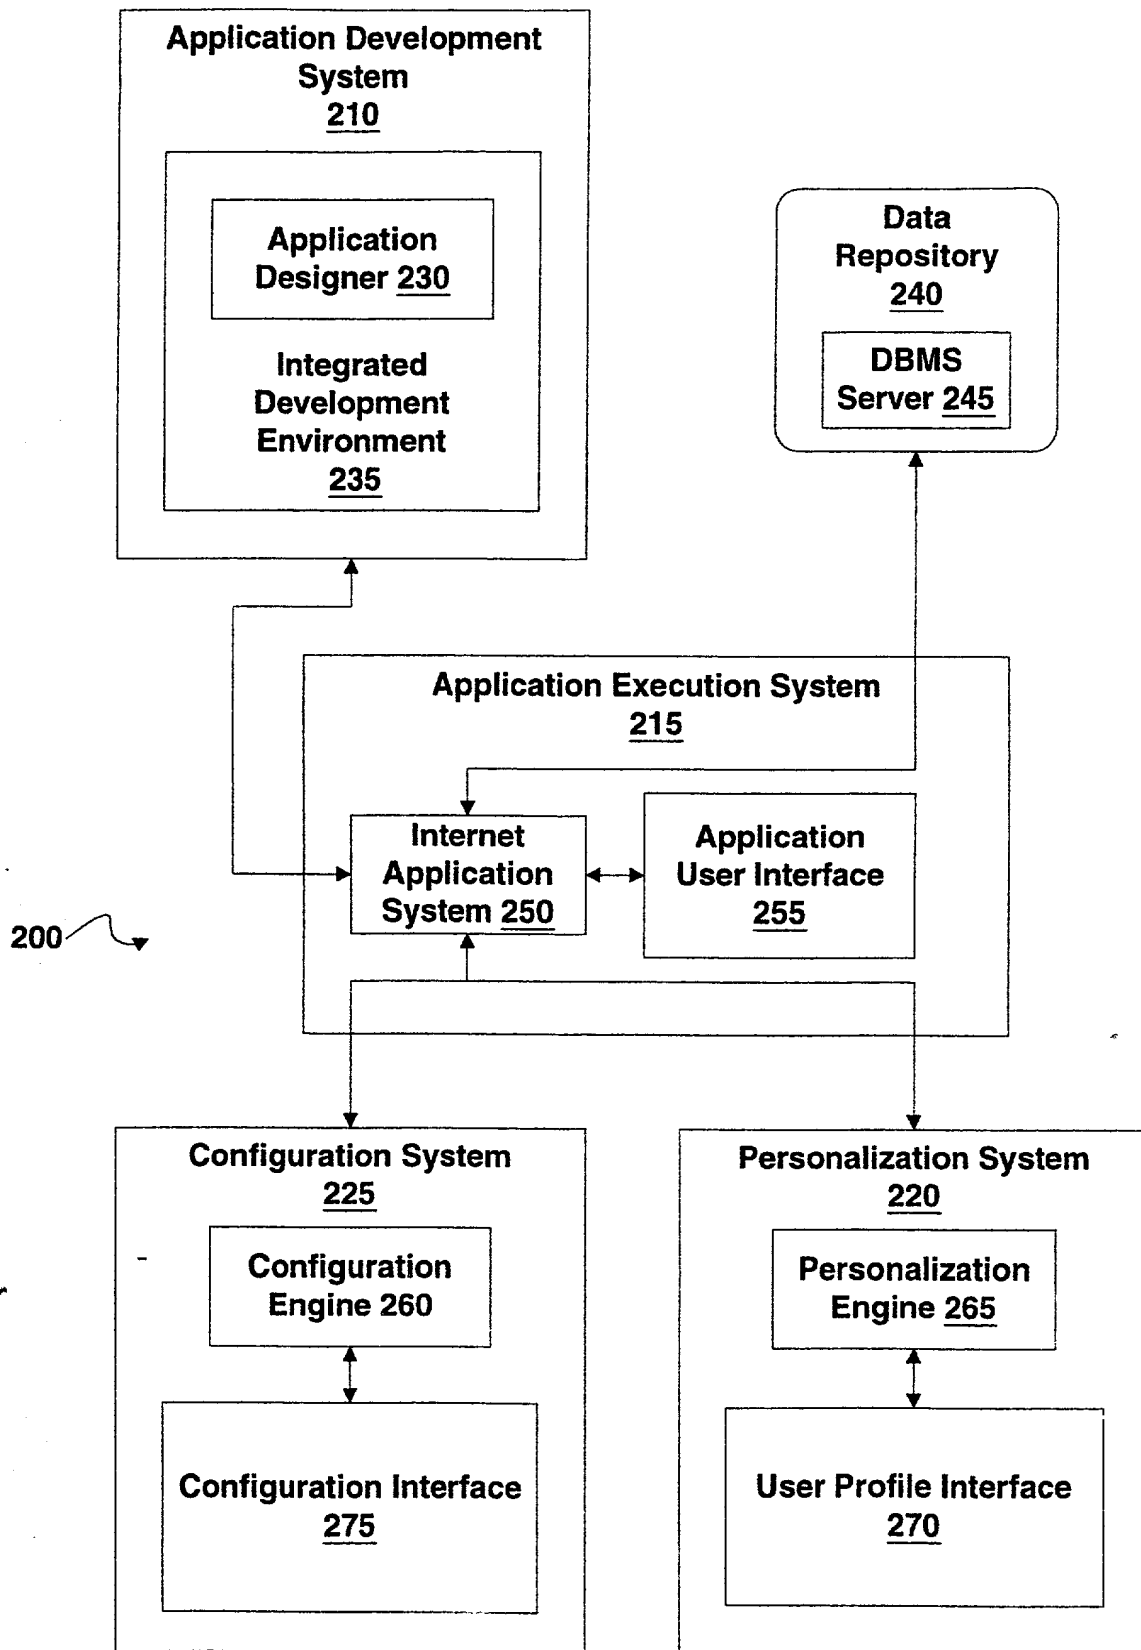 Application Development
System
210
Application
Designer 230
Integrated
Development
Environment
235
Data
Repository
240
DBMS
Server 245
Application Execution System
215
Internet
Application
System 250
Application
User Interface
255
200
Configuration System
225
Configuration
Engine 260
Configuration Interface
275
Personalization System
220
Personalization
Engine 265
User Profile Interface
270